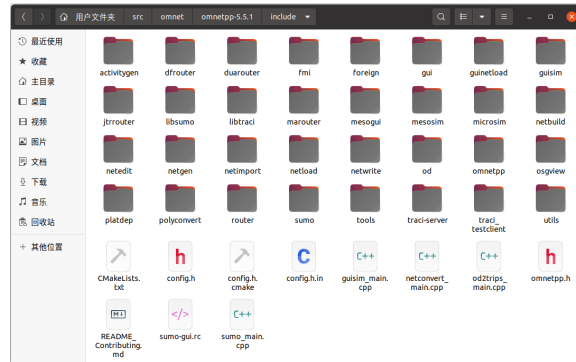 用户文件夹 src omnet omnetpp-5.5.1 include
最近使用
收藏
主目录
桌面
视频
图片
文档
下载
音乐
回收站
其他位置
activitygen dfrouter duarouter fmi foreign gui guinetload guisim
jtrrouter libsumo libtraci marouter mesogui mesosim microsim netbuild
netedit netgen netimport netload netwrite od omnetpp osgview
platdep polyconvert router sumo tools traci-server traci_ utils
testclient
h C C++ C++ C++ h
CMakeLists. config.h config.h. config.h.in guisim_main. netconvert_ od2trips_ omnetpp.h
txt cmake cpp main.cpp main.cpp
M↓ </> C++
README_ sumo-gui.rc sumo_main.
Contributing. cpp
md